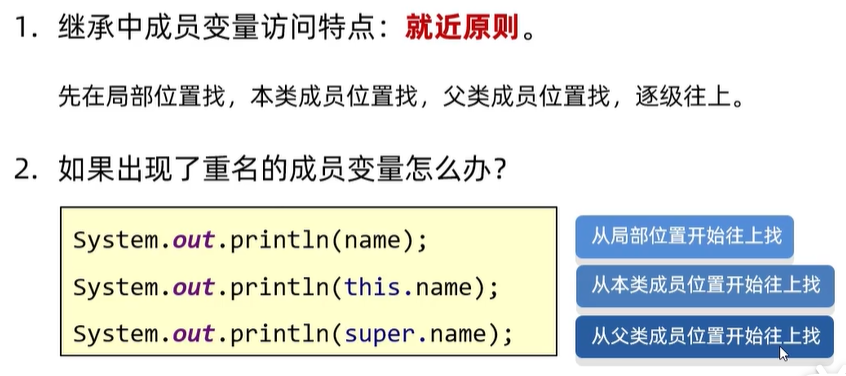 1. 继承中成员变量访问特点：就近原则。
先在局部位置找，本类成员位置找，父类成员位置找，逐级往上。
2. 如果出现了重名的成员变量怎么办？
System.out.println(name); 从局部位置开始往上找
System.out.println(this.name); 从本类成员位置开始往上找
System.out.println(super.name); 从父类成员位置开始往上找